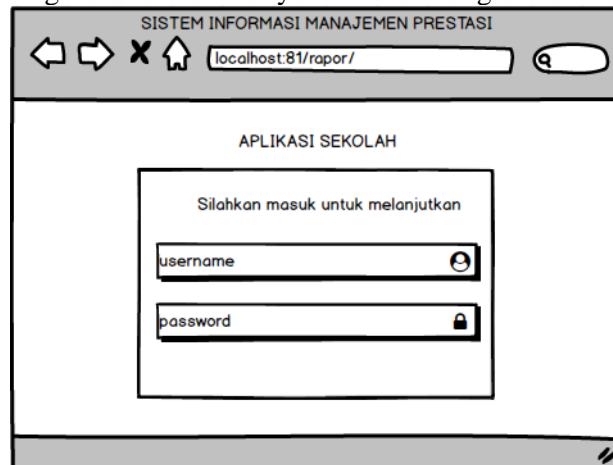 SISTEM INFORMASI MANAJEMEN PRESTASI
localhost:81/rapor/
APLIKASI SEKOLAH
Silahkan masuk untuk melanjutkan
username
password